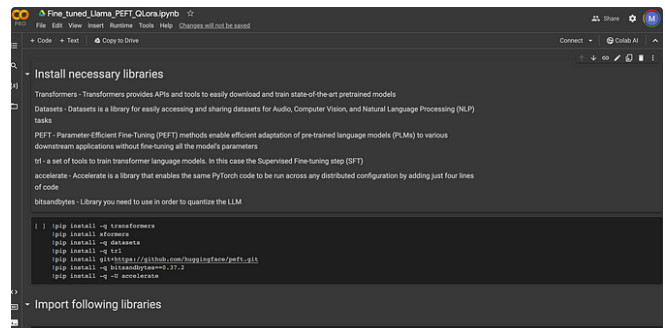 CO
PRO
Fine_tuned_Llama_PEFT_QLora.ipynb
Share
M
File Edit View Insert Runtime Tools Help Changes will not be saved
+ Code + Text Copy to Drive
Connect
Colab AI
{x}
Install necessary libraries
Transformers - Transformers provides APIs and tools to easily download and train state-of-the-art pretrained models
Datasets - Datasets is a library for easily accessing and sharing datasets for Audio, Computer Vision, and Natural Language Processing (NLP)
tasks
PEFT - Parameter-Efficient Fine-Tuning (PEFT) methods enable efficient adaptation of pre-trained language models (PLMs) to various
downstream applications without fine-tuning all the model's parameters
trl - a set of tools to train transformer language models. In this case the Supervised Fine-tuning step (SFT)
accelerate - Accelerate is a library that enables the same PyTorch code to be run across any distributed configuration by adding just four lines
of code
bitsandbytes - Library you need to use in order to quantize the LLM
[ ] !pip install -q transformers
!pip install xformers
!pip install -q datasets
!pip install -q trl
!pip install git+https://github.com/huggingface/peft.git
!pip install -q bitsandbytes==0.37.2
!pip install -q -U accelerate
Import following libraries